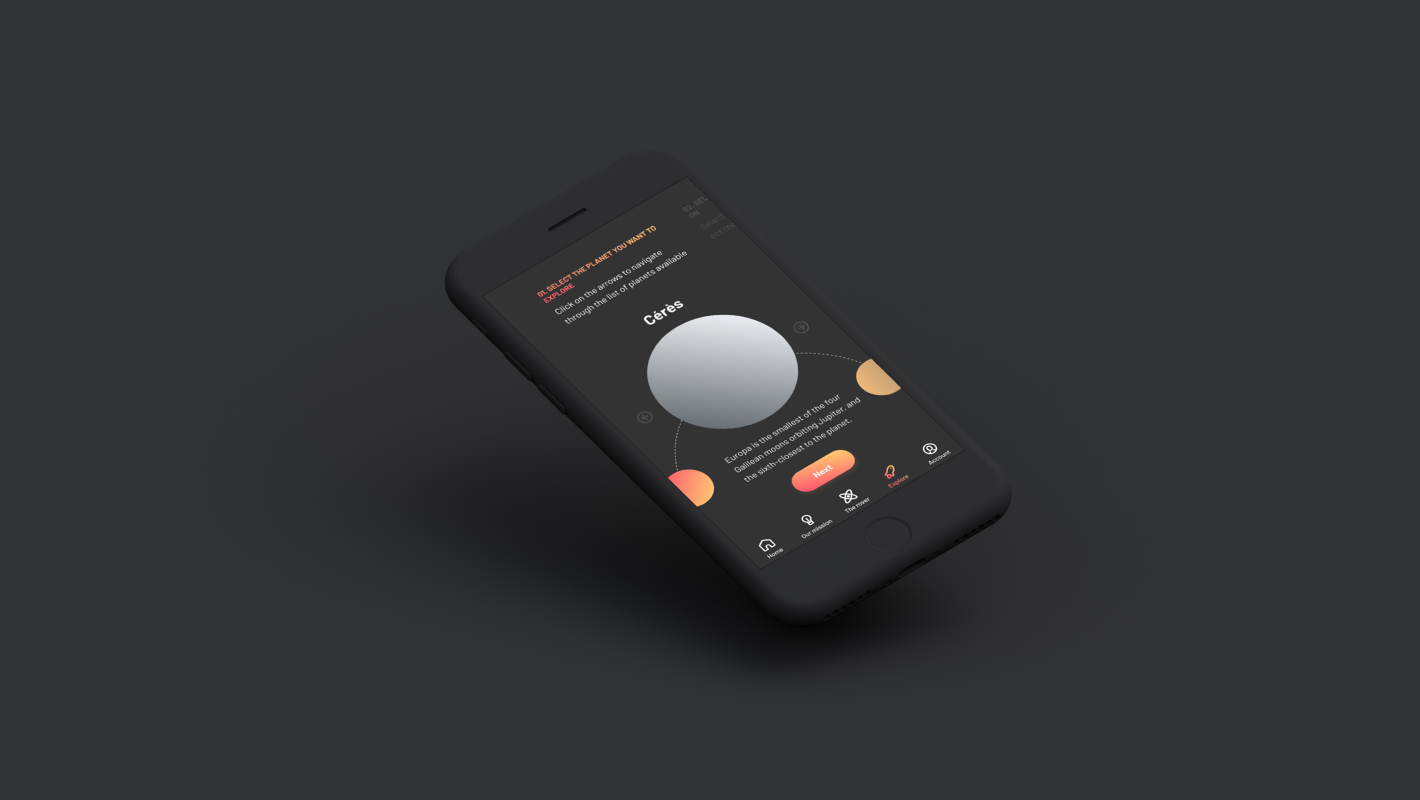 01. SELECT THE PLANET YOU WANT TO
EXPLORE
Click on the arrows to navigate
through the list of planets available
02. SEL
Select
Cérès
Europa is the smallest of the four
Galilean moons orbiting Jupiter, and
the sixth-closest to the planet.
Next
Home
Our mission
The rover
Explore
Account